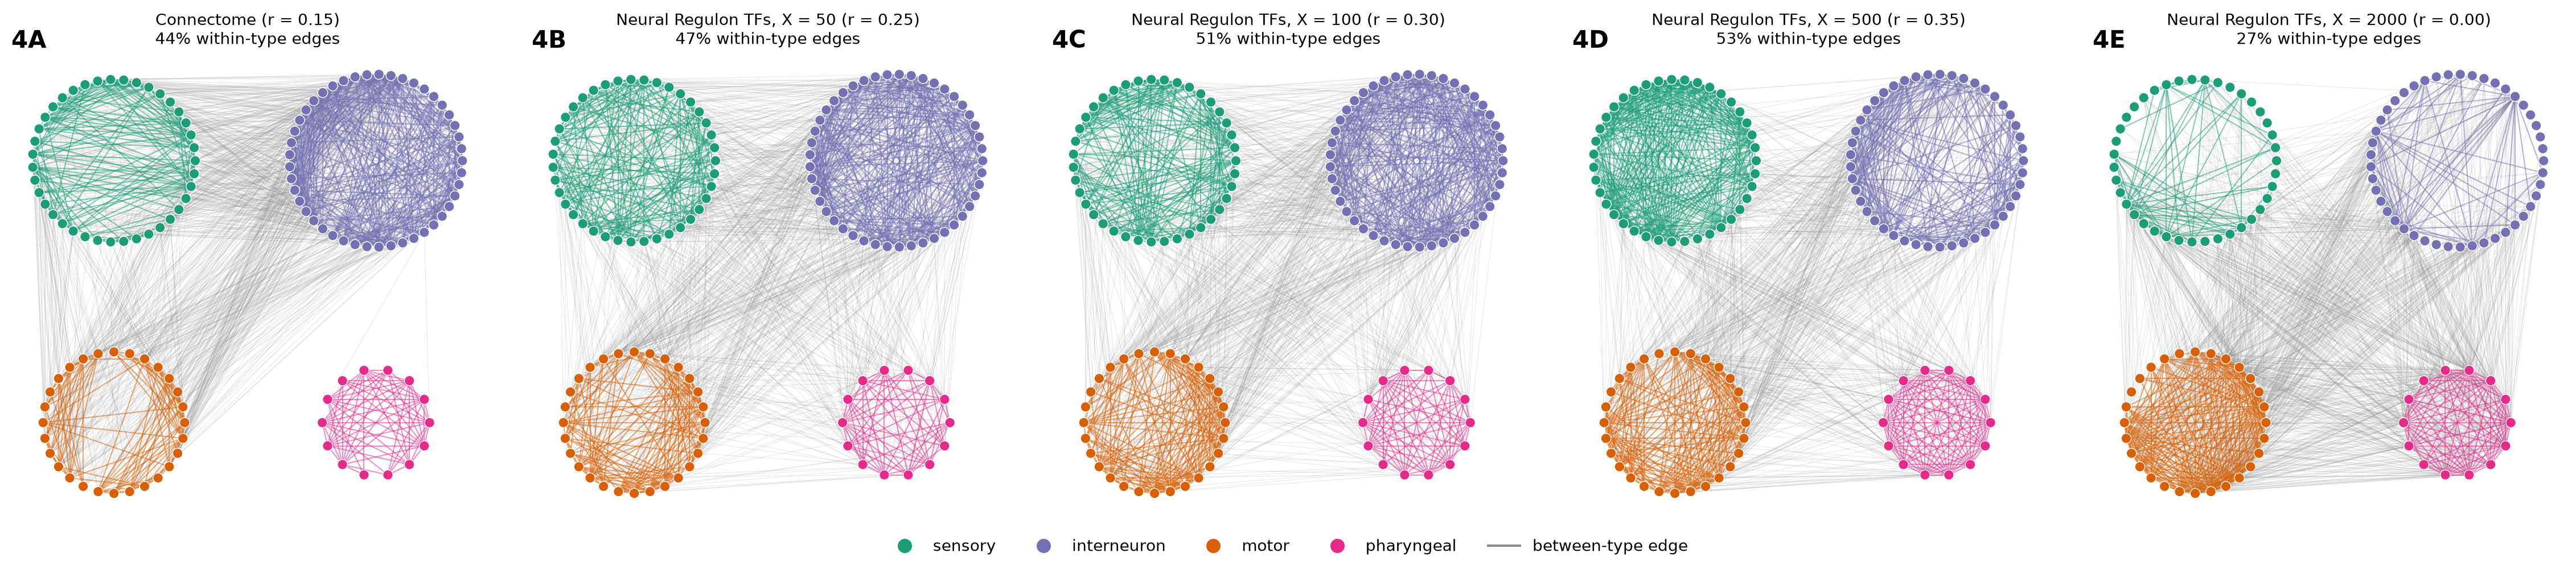 4A
Connectome (r = 0.15)
44% within-type edges
4B
Neural Regulon TFs, X = 50 (r = 0.25)
47% within-type edges
4C
Neural Regulon TFs, X = 100 (r = 0.30)
51% within-type edges
4D
Neural Regulon TFs, X = 500 (r = 0.35)
53% within-type edges
4E
Neural Regulon TFs, X = 2000 (r = 0.00)
27% within-type edges
sensory
interneuron
motor
pharyngeal
between-type edge